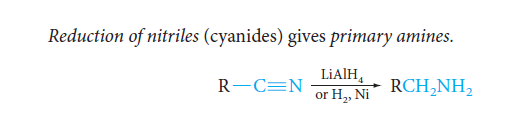 Reduction of nitriles (cyanides) gives primary amines.
R—C≡N LiAlH₄ or H₂, Ni RCH₂NH₂